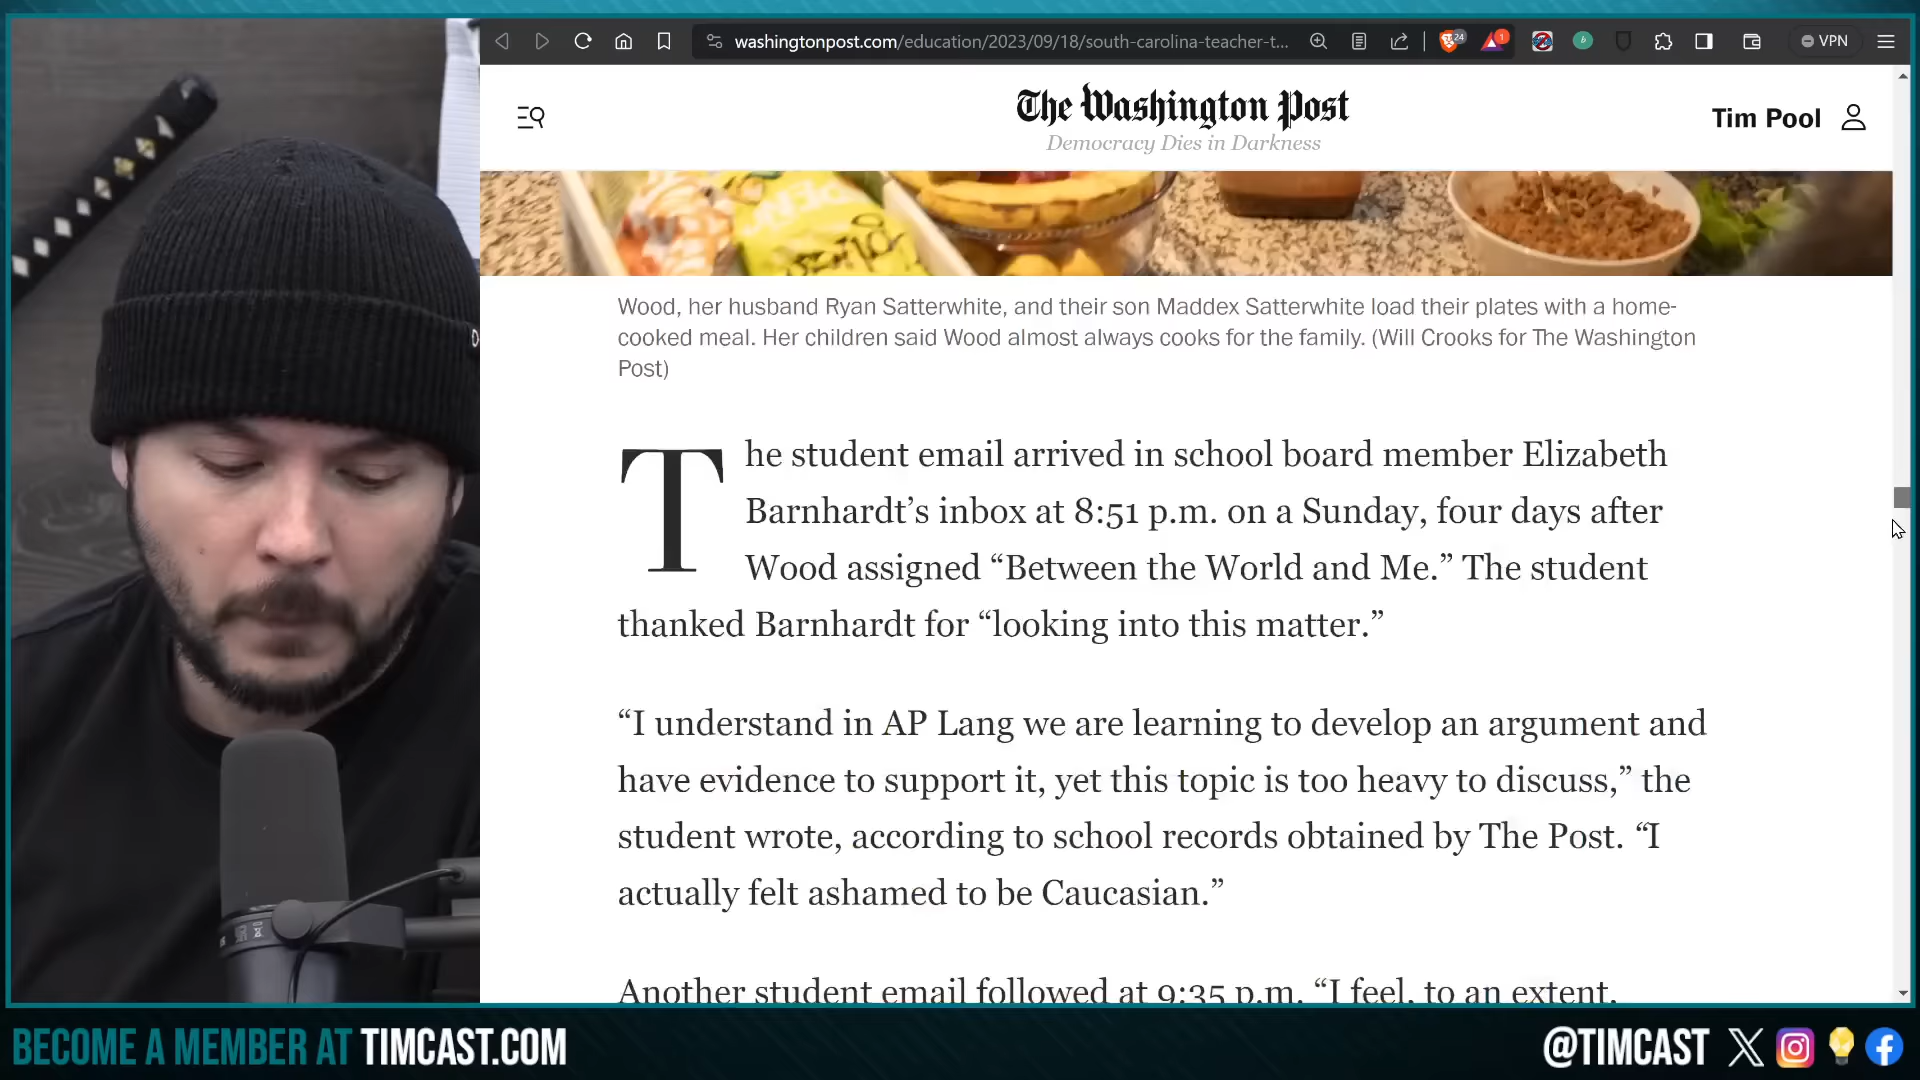 washingtonpost.com/education/2023/09/18/south-carolina-teacher-t...
24
1
VPN
The Washington Post
Democracy Dies in Darkness
Tim Pool
Wood, her husband Ryan Satterwhite, and their son Maddex Satterwhite load their plates with a home-
cooked meal. Her children said Wood almost always cooks for the family. (Will Crooks for The Washington
Post)
The student email arrived in school board member Elizabeth
Barnhardt’s inbox at 8:51 p.m. on a Sunday, four days after
Wood assigned “Between the World and Me.” The student
thanked Barnhardt for “looking into this matter.”
“I understand in AP Lang we are learning to develop an argument and
have evidence to support it, yet this topic is too heavy to discuss,” the
student wrote, according to school records obtained by The Post. “I
actually felt ashamed to be Caucasian.”
Another student email followed at 9:35 p.m. “I feel, to an extent,
BECOME A MEMBER AT TIMCAST.COM
@TIMCAST